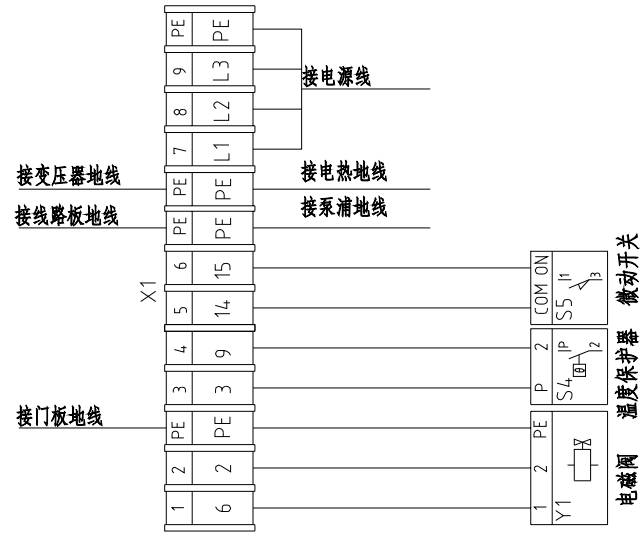 PE PE
9 L3
8 L2
接电源线
7 L1
接变压器地线
PE PE
接电热地线
接线路板地线
PE PE
接泵浦地线
X1
6 15
5 14
COM ON
S5
1
3
微动开关
4 9
3 3
P 2
S4
θ
P
2
温度保护器
接门板地线
PE PE
2 2
1 6
1 2 PE
Y1
电磁阀